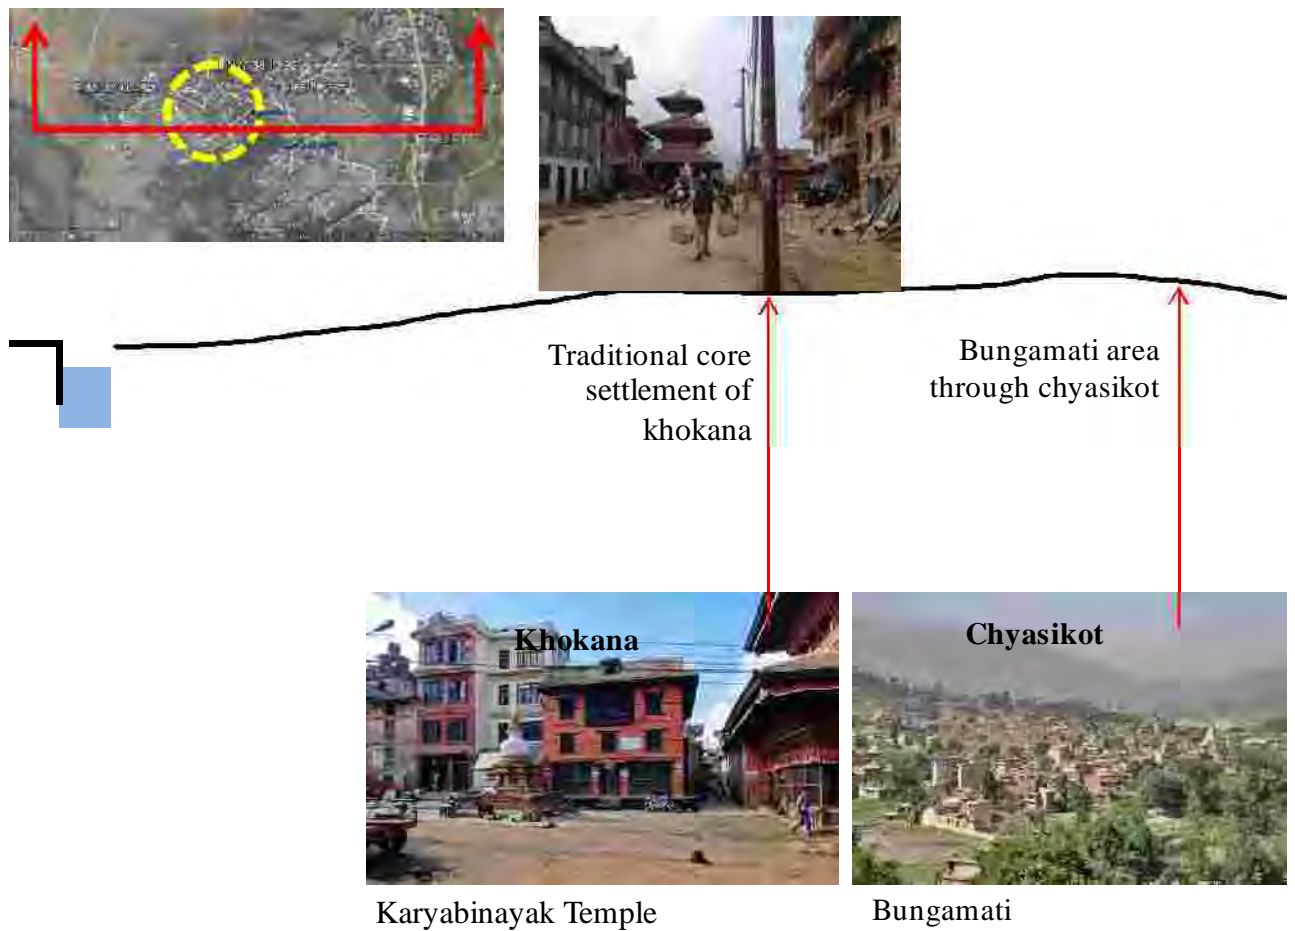 Traditional core
settlement of
khokana
Bungamati area
through chyasikot
Khokana
Chyasikot
Karyabinayak Temple
Bungamati